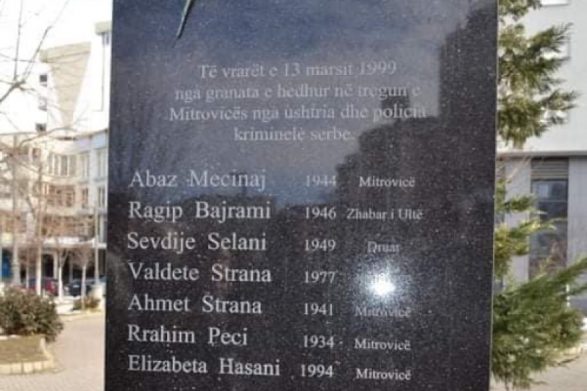 Të vrarët e 13 marsit 1999
nga granata e hedhur në tregun e
Mitrovicës nga ushtria dhe policia
kriminele serbe.
Abaz Mecinaj 1944 Mitrovicë
Ragip Bajrami 1946 Zhabar i Ultë
Sevdije Selani 1949
Valdete Strana 1977
Ahmet Strana 1941 Mitrovicë
Rrahim Peci 1934 Mitrovicë
Elizabeta Hasani 1994 Mitrovicë